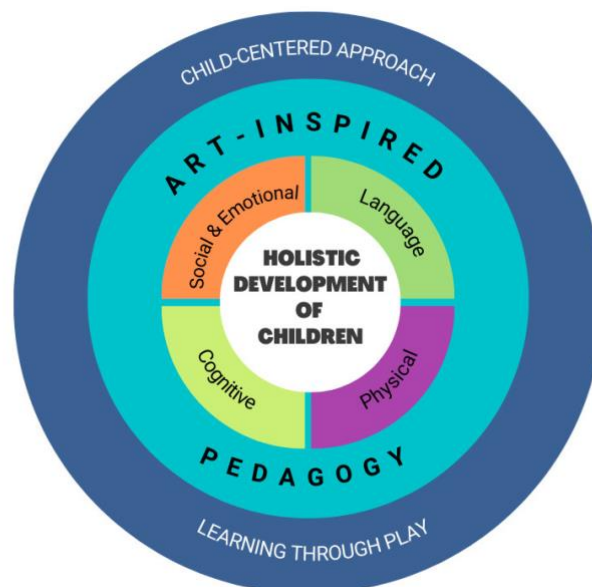 CHILD-CENTERED APPROACH
ART-INSPIRED
Social & Emotional
Language
HOLISTIC
DEVELOPMENT
OF
CHILDREN
Cognitive
Physical
PEDAGOGY
LEARNING THROUGH PLAY